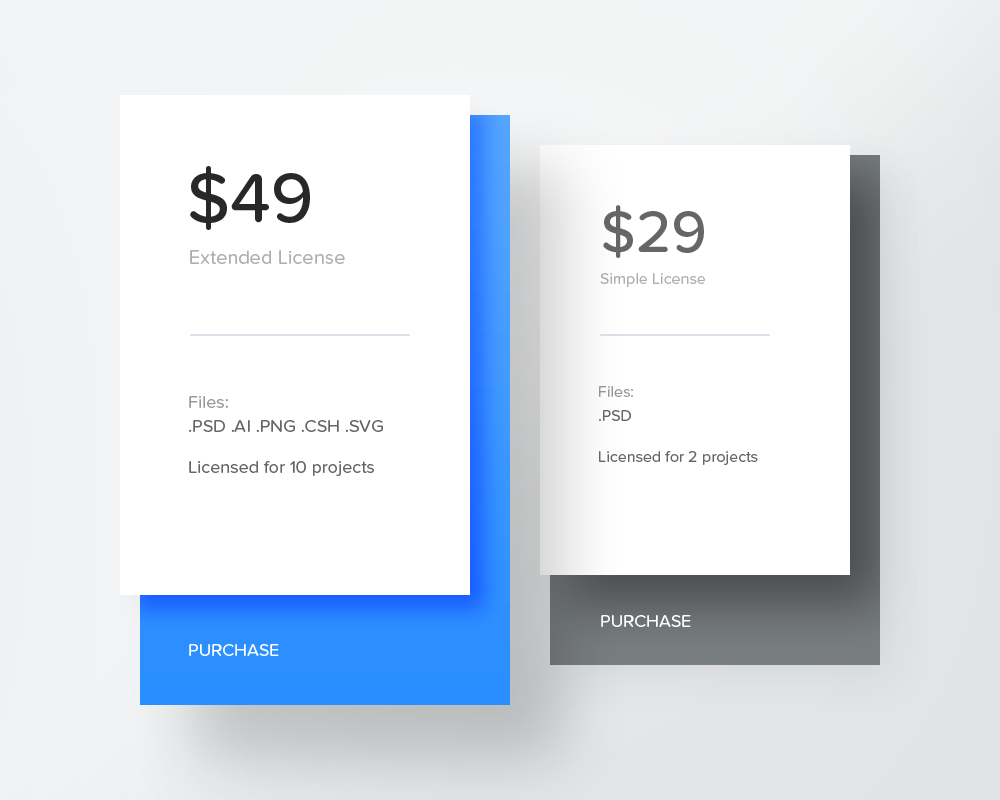 $49
Extended License
Files:
.PSD .AI .PNG .CSH .SVG
Licensed for 10 projects
PURCHASE
$29
Simple License
Files:
.PSD
Licensed for 2 projects
PURCHASE